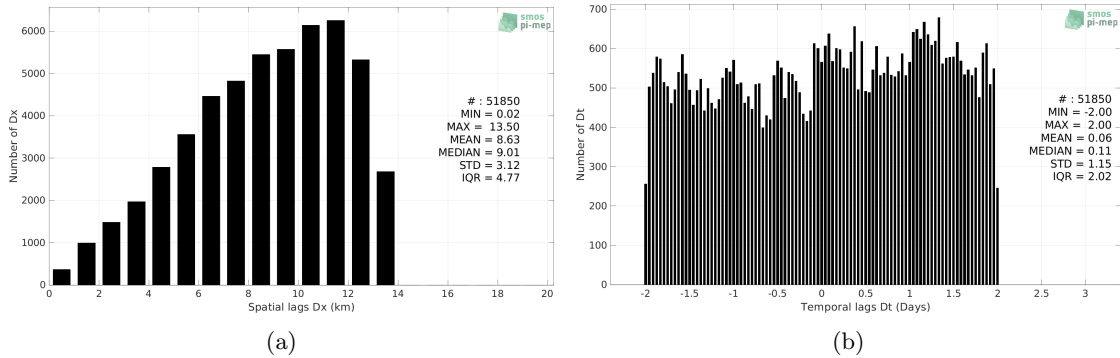 smos
pi-mep
Number of Dx
6000
5000
4000
3000
2000
1000
0
# : 51850
MIN = 0.02
MAX = 13.50
MEAN = 8.63
MEDIAN = 9.01
STD = 3.12
IQR = 4.77
0 2 4 6 8 10 12 14 16 18 20
Spatial lags Dx (km)
(a)
smos
pi-mep
Number of Dt
700
600
500
400
300
200
100
0
# : 51850
MIN = -2.00
MAX = 2.00
MEAN = 0.06
MEDIAN = 0.11
STD = 1.15
IQR = 2.02
-2 -1.5 -1 -0.5 0 0.5 1 1.5 2 2.5 3
Temporal lags Dt (Days)
(b)